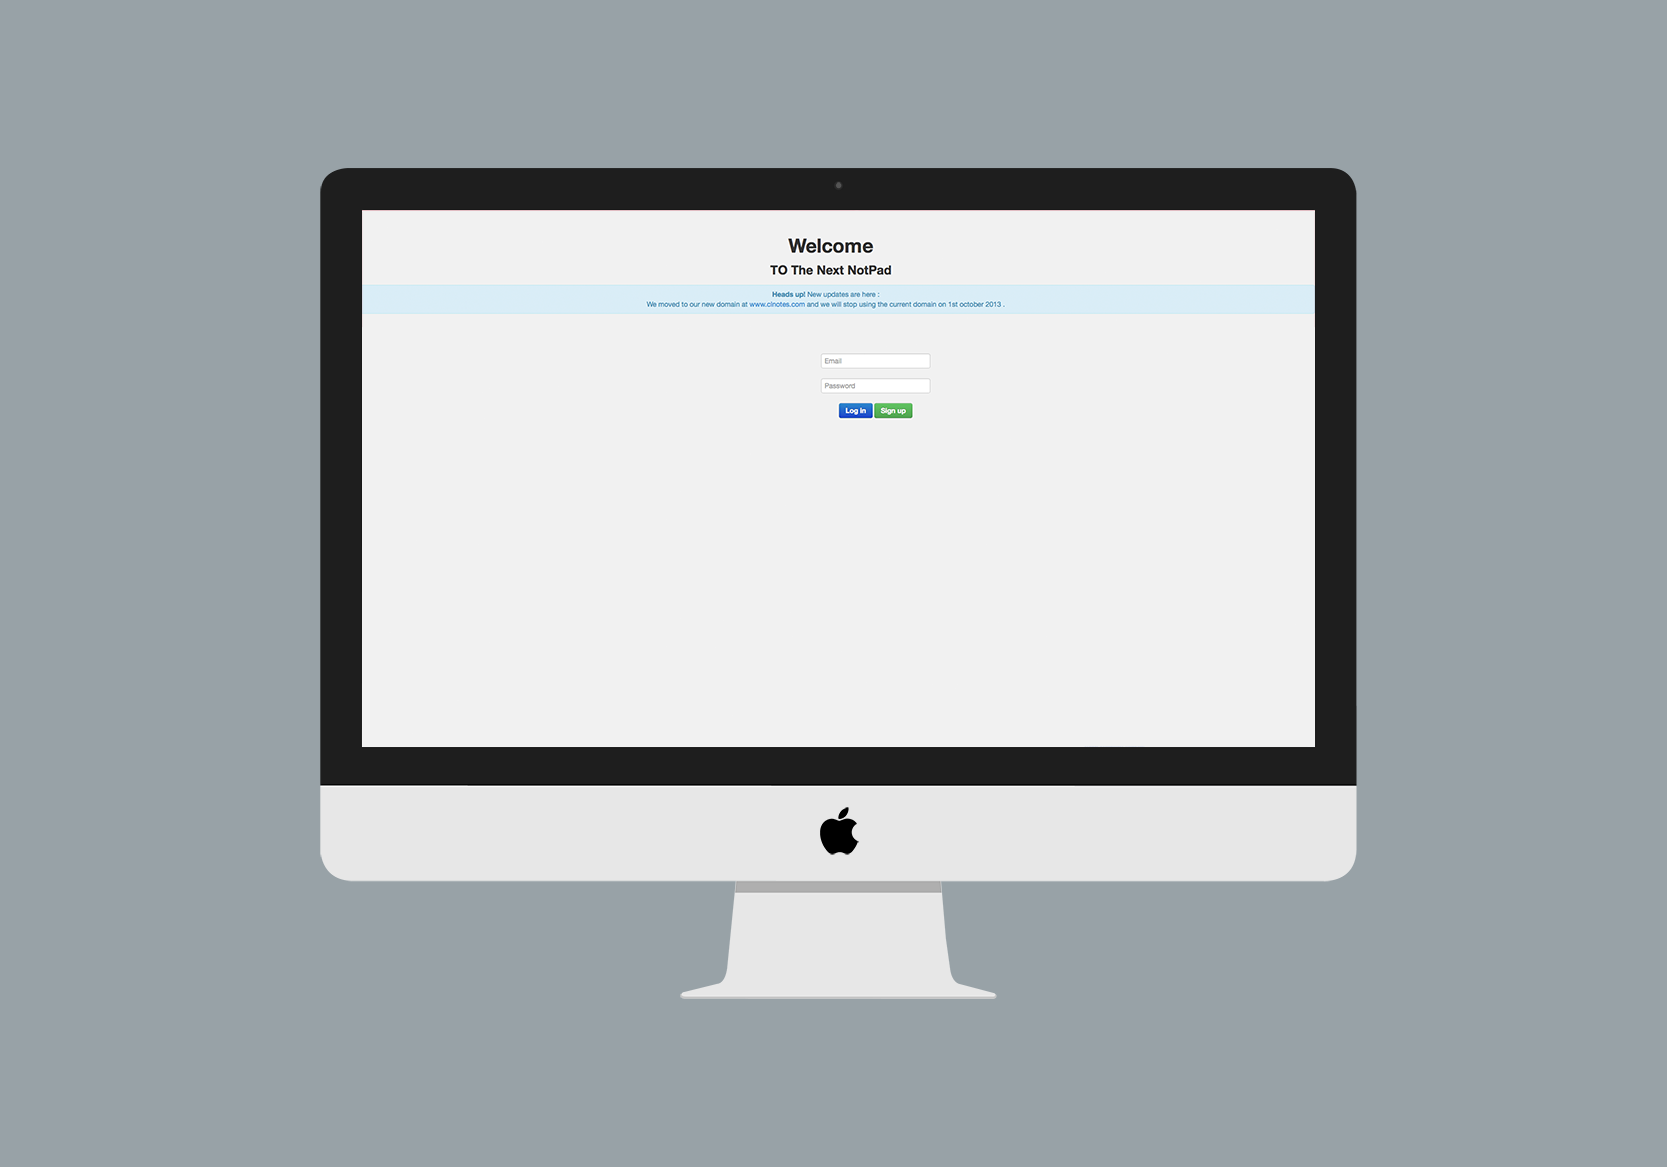 Welcome
TO The Next NotPad
Heads up! New updates are here :
We moved to our new domain at www.clnotes.com and we will stop using the current domain on 1st october 2013 .
Email
Password
Log in Sign up